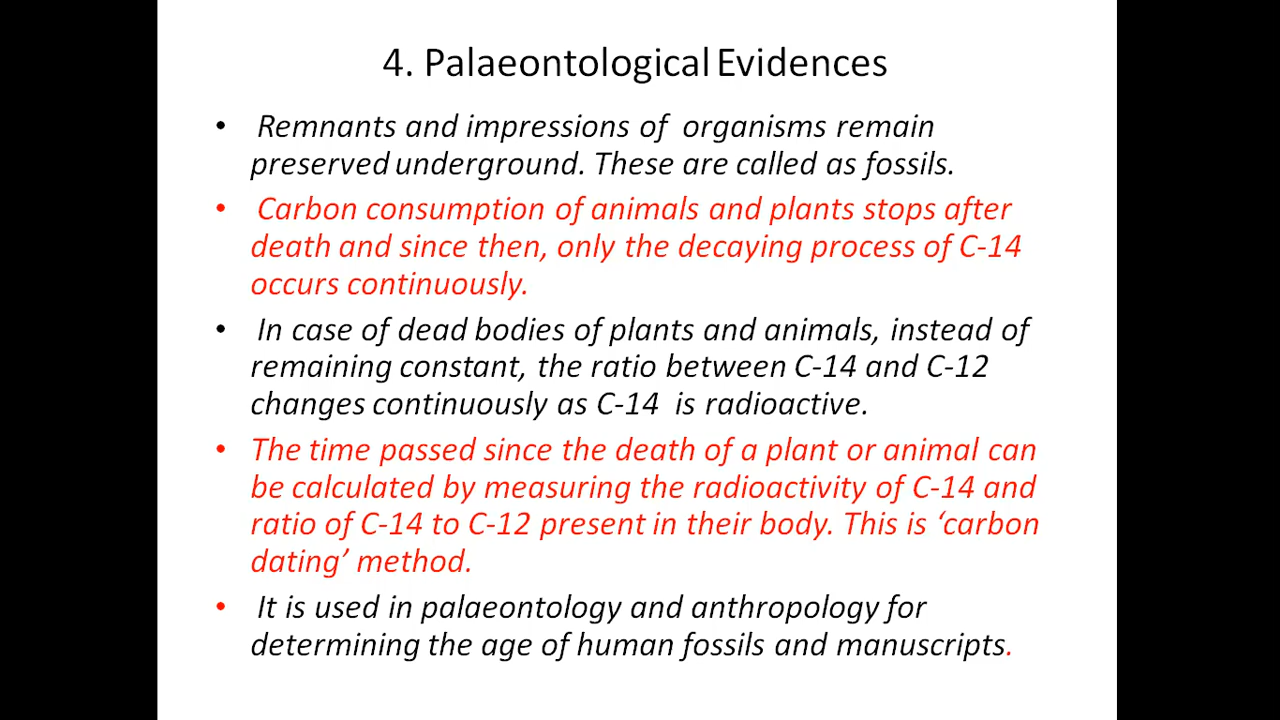 4. Palaeontological Evidences
• Remnants and impressions of organisms remain
preserved underground. These are called as fossils.
• Carbon consumption of animals and plants stops after
death and since then, only the decaying process of C-14
occurs continuously.
• In case of dead bodies of plants and animals, instead of
remaining constant, the ratio between C-14 and C-12
changes continuously as C-14 is radioactive.
• The time passed since the death of a plant or animal can
be calculated by measuring the radioactivity of C-14 and
ratio of C-14 to C-12 present in their body. This is ‘carbon
dating’ method.
• It is used in palaeontology and anthropology for
determining the age of human fossils and manuscripts.